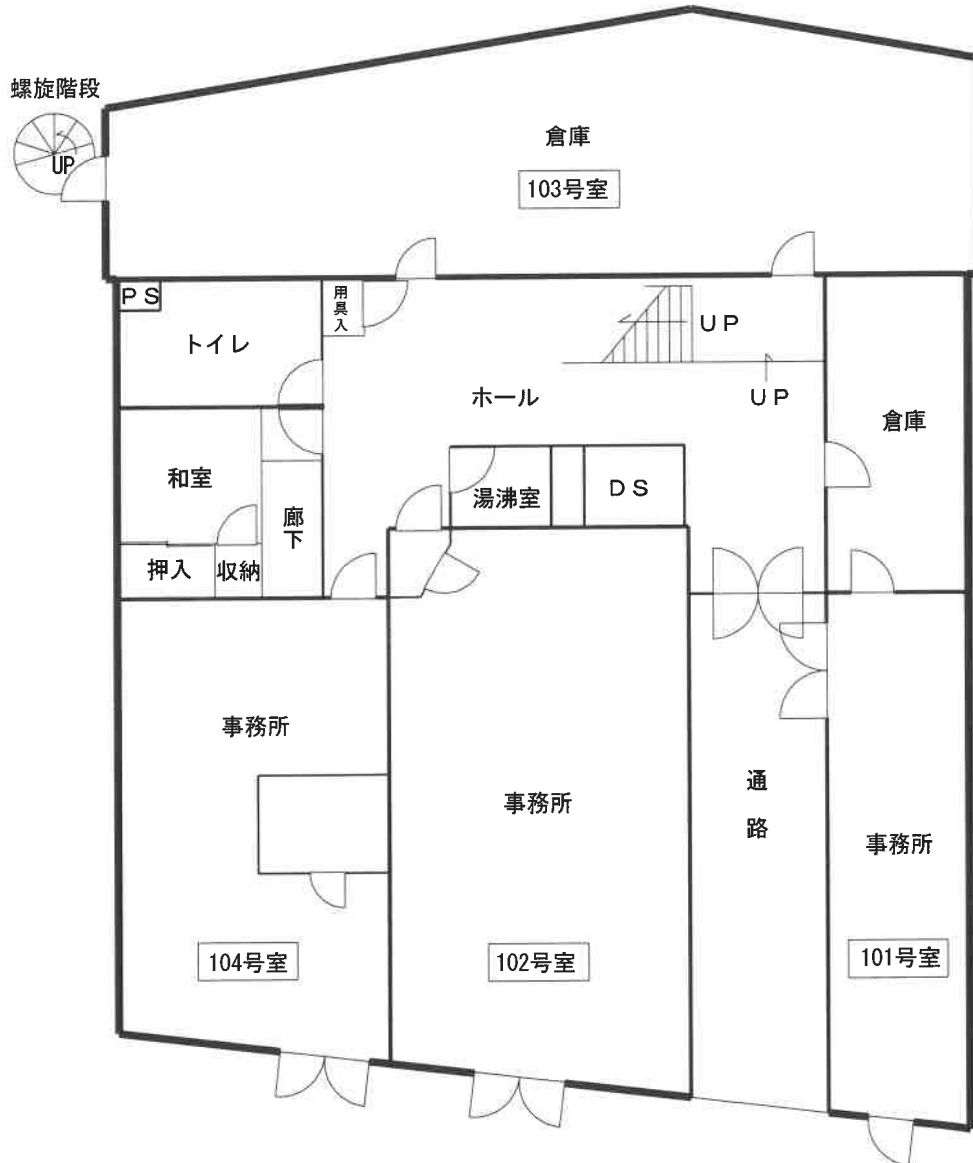 螺旋階段
UP
倉庫
103号室
PS
用具入
トイレ
UP
ホール
UP
倉庫
和室
湯沸室
DS
廊下
押入
収納
事務所
事務所
通路
事務所
104号室
102号室
101号室